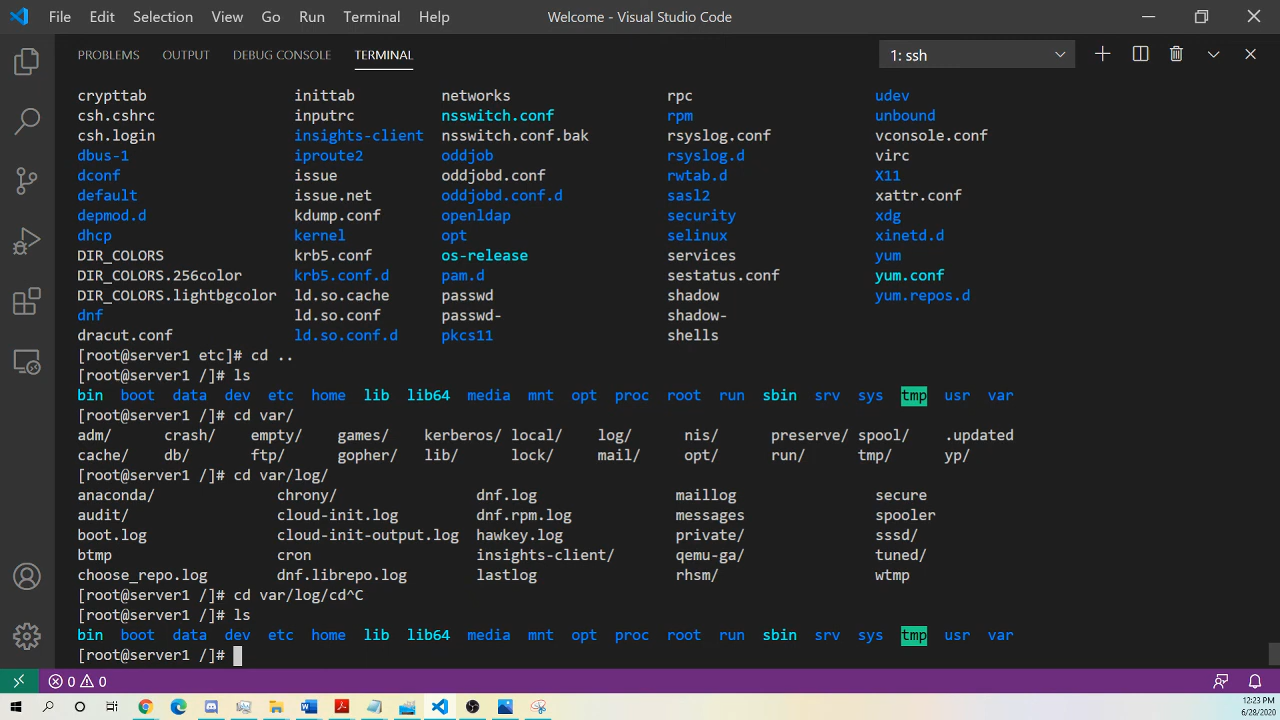 File Edit Selection View Go Run Terminal Help Welcome - Visual Studio Code
PROBLEMS OUTPUT DEBUG CONSOLE TERMINAL 1: ssh
crypttab inittab networks rpc udev
csh.cshrc inputrc nsswitch.conf rpm unbound
csh.login insights-client nsswitch.conf.bak rsyslog.conf vconsole.conf
dbus-1 iproute2 oddjob rsyslog.d virc
dconf issue oddjobd.conf rwtab.d X11
default issue.net oddjobd.conf.d sasl2 xattr.conf
depmod.d kdump.conf openldap security xdg
dhcp kernel opt selinux xinetd.d
DIR_COLORS krb5.conf os-release services yum
DIR_COLORS.256color krb5.conf.d pam.d sestatus.conf yum.conf
DIR_COLORS.lightbgcolor ld.so.cache passwd shadow yum.repos.d
dnf ld.so.conf passwd- shadow-
dracut.conf ld.so.conf.d pkcs11 shells
[root@server1 etc]# cd ..
[root@server1 /]# ls
bin boot data dev etc home lib lib64 media mnt opt proc root run sbin srv sys tmp usr var
[root@server1 /]# cd var/
adm/ crash/ empty/ games/ kerberos/ local/ log/ nis/ preserve/ spool/ .updated
cache/ db/ ftp/ gopher/ lib/ lock/ mail/ opt/ run/ tmp/ yp/
[root@server1 /]# cd var/log/
anaconda/ chrony/ dnf.log maillog secure
audit/ cloud-init.log dnf.rpm.log messages spooler
boot.log cloud-init-output.log hawkey.log private/ sssd/
btmp cron insights-client/ qemu-ga/ tuned/
choose_repo.log dnf.librepo.log lastlog rhsm/ wtmp
[root@server1 /]# cd var/log/cd^C
[root@server1 /]# ls
bin boot data dev etc home lib lib64 media mnt opt proc root run sbin srv sys tmp usr var
[root@server1 /]#
0 0
12:23 PM
6/28/2020